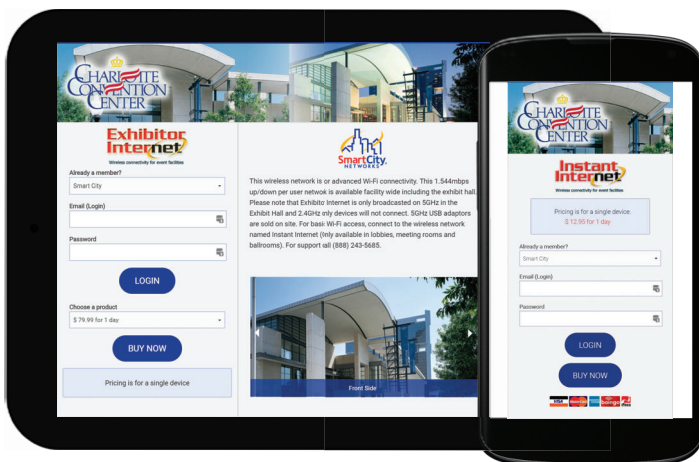 CHARLOTTE
CONVENTION
CENTER
Exhibitor
Internet
Wireless connectivity for event facilities
Already a member?
Smart City
Email (Login)
Password
LOGIN
Choose a product
$ 79.99 for 1 day
BUY NOW
Pricing is for a single device
SmartCity.
NETWORKS
This wireless network is or advanced Wi-Fi connectivity. This 1.544mbps
up/down per user netwok is available facility wide including the exhibit hall.
Please note that Exhibito Internet is only broadcasted on 5GHz in the
Exhibit Hall and 2.4GHz nly devices will not connect. 5GHz USB adaptors
are sold on site. For basi Wi-Fi access, connect to the wireless network
named Instant Internet (nly available in lobbies, meeting rooms and
ballrooms). For support all (888) 243-5685.
Front Side
CHARLOTTE
CONVENTION
CENTER
Instant
Internet
Wireless connectivity for event facilities
Pricing is for a single device.
$ 12.95 for 1 day
Already a member?
Smart City
Email (Login)
Password
LOGIN
BUY NOW
VISA
boingo